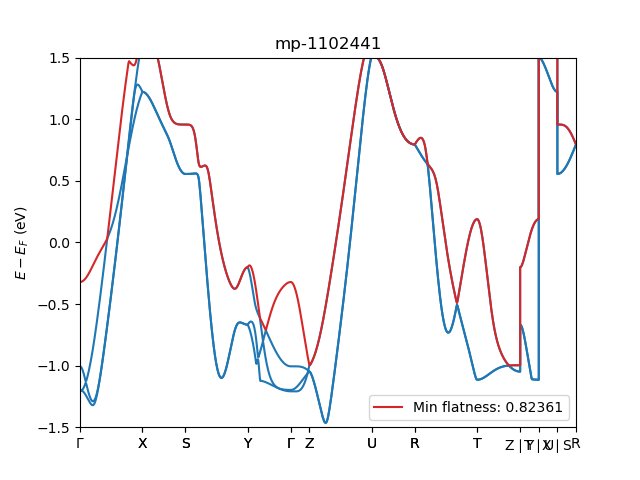 mp-1102441
E − E_F (eV)
1.5
1.0
0.5
0.0
−0.5
−1.0
−1.5
Min flatness: 0.82361
Γ X S Y Γ Z U R T Z|T Y|X U|S R